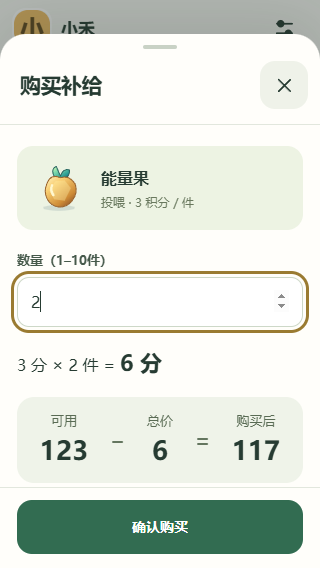 小 小禾
购买补给
能量果
投喂 · 3 积分 / 件
数量（1–10件）
2
3 分 × 2 件 = 6 分
可用 总价 购买后
123 − 6 = 117
确认购买